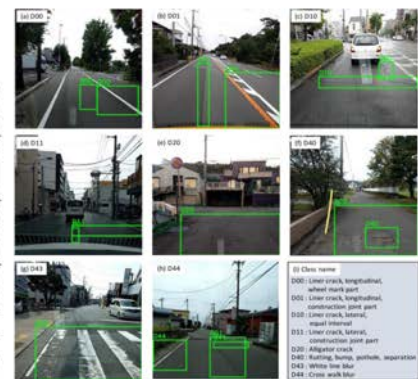 (a) D00
(b) D01
(c) D10
(d) D11
(e) D20
(f) D40
(g) D43
(h) D44
D44
(i) Class name
D00 : Liner crack, longitudinal,
wheel mark part
D01 : Liner crack, longitudinal,
construction joint part
D10 : Liner crack, lateral,
equal interval
D11 : Liner crack, lateral,
construction joint part
D20 : Alligator crack
D40 : Rutting, bump, pothole, separation
D43 : White line blur
D44 : Cross walk blur